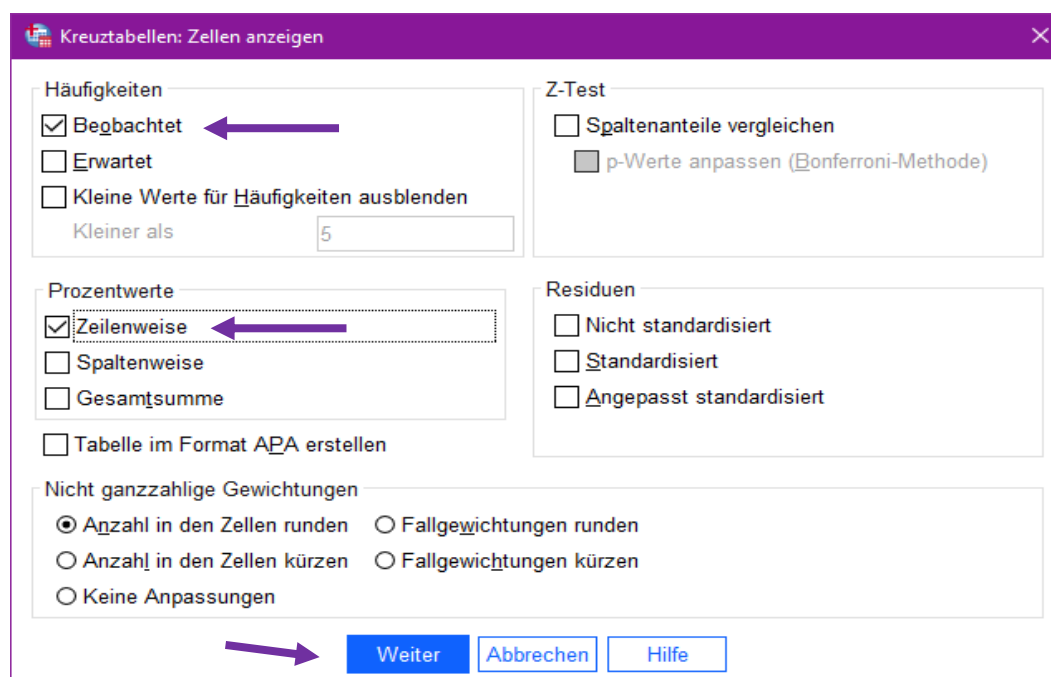 Kreuztabellen: Zellen anzeigen
Häufigkeiten
Beobachtet
Erwartet
Kleine Werte für Häufigkeiten ausblenden
Kleiner als 5
Z-Test
Spaltenanteile vergleichen
p-Werte anpassen (Bonferroni-Methode)
Prozentwerte
Zeilenweise
Spaltenweise
Gesamtsumme
Residuen
Nicht standardisiert
Standardisiert
Angepasst standardisiert
Tabelle im Format APA erstellen
Nicht ganzzahlige Gewichtungen
Anzahl in den Zellen runden Fallgewichtungen runden
Anzahl in den Zellen kürzen Fallgewichtungen kürzen
Keine Anpassungen
Weiter Abbrechen Hilfe